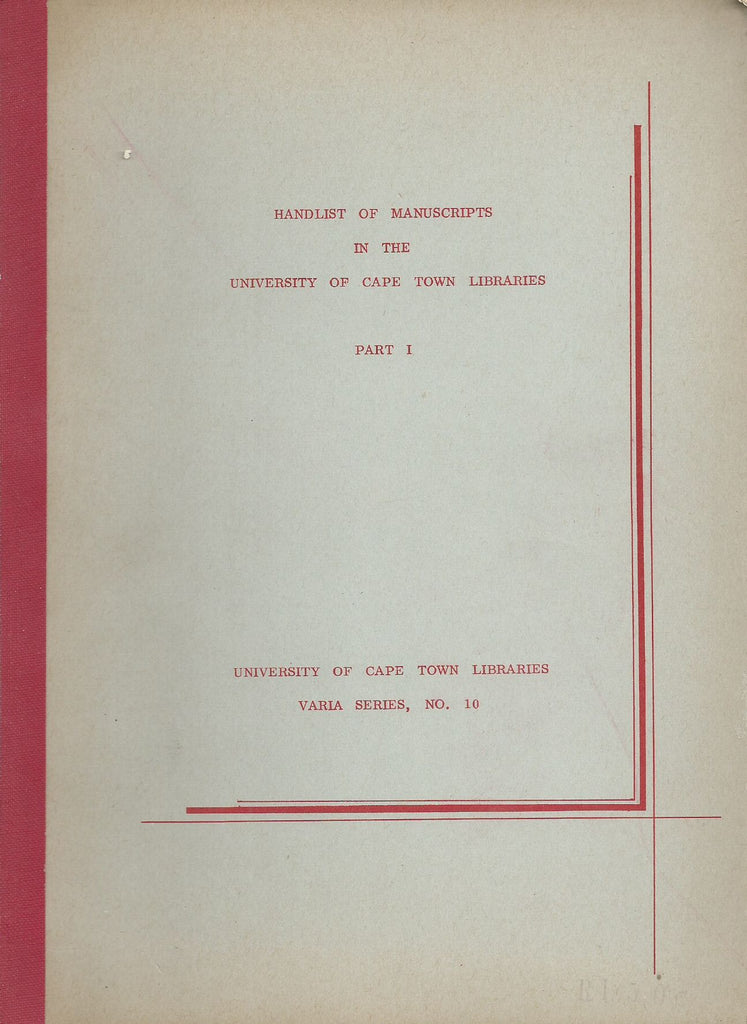 HANDLIST OF MANUSCRIPTS
IN THE
UNIVERSITY OF CAPE TOWN LIBRARIES
PART I
UNIVERSITY OF CAPE TOWN LIBRARIES
VARIA SERIES, NO. 10